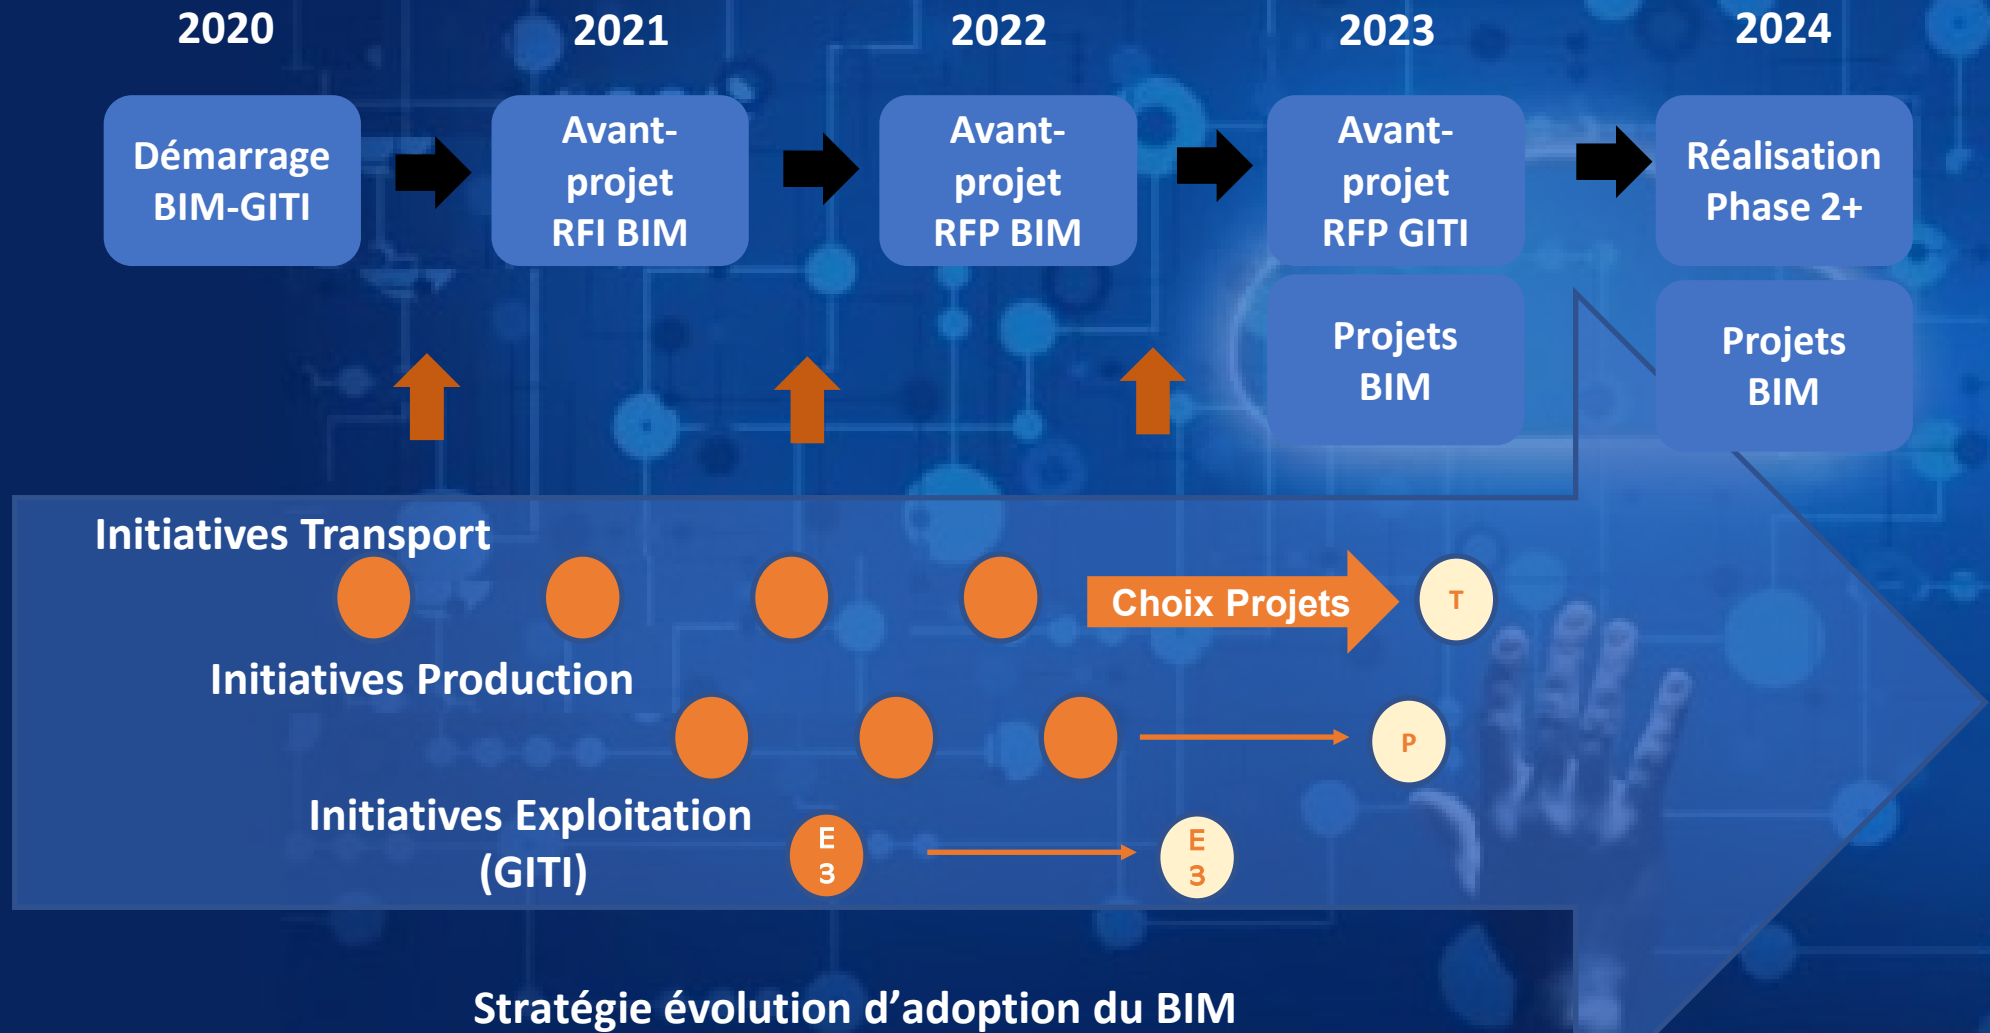 2020
2021
2022
2023
2024
Démarrage
BIM-GITI
Avant-
projet
RFI BIM
Avant-
projet
RFP BIM
Avant-
projet
RFP GITI
Réalisation
Phase 2+
Projets
BIM
Projets
BIM
Initiatives Transport
Choix Projets
T
Initiatives Production
P
Initiatives Exploitation
(GITI)
E
3
E
3
Stratégie évolution d’adoption du BIM